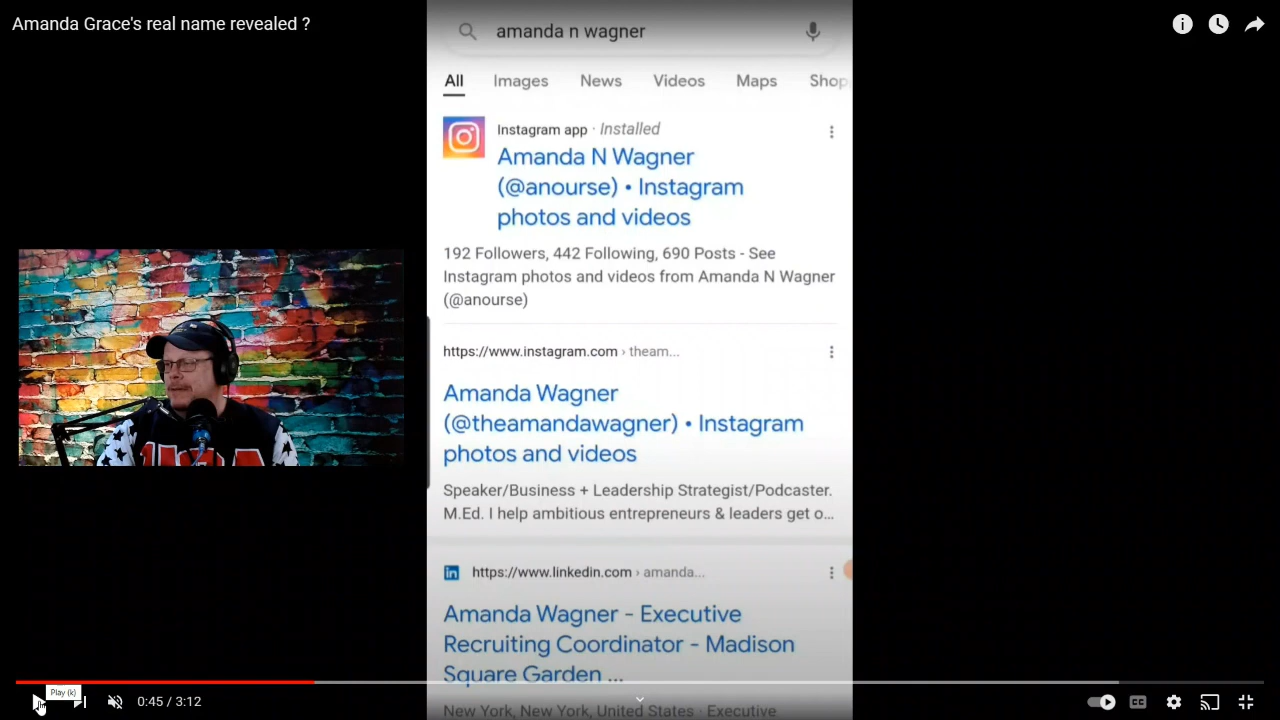 Amanda Grace's real name revealed ?
amanda n wagner
All Images News Videos Maps Shop
Instagram app · Installed
Amanda N Wagner
(@anourse) • Instagram
photos and videos
192 Followers, 442 Following, 690 Posts - See
Instagram photos and videos from Amanda N Wagner
(@anourse)
https://www.instagram.com › theam...
Amanda Wagner
(@theamandawagner) • Instagram
photos and videos
Speaker/Business + Leadership Strategist/Podcaster.
M.Ed. I help ambitious entrepreneurs & leaders get o...
in https://www.linkedin.com › amanda...
Amanda Wagner - Executive
Recruiting Coordinator - Madison
Square Garden ...
New York, New York, United States · Executive
Play (k)
0:45 / 3:12
CC